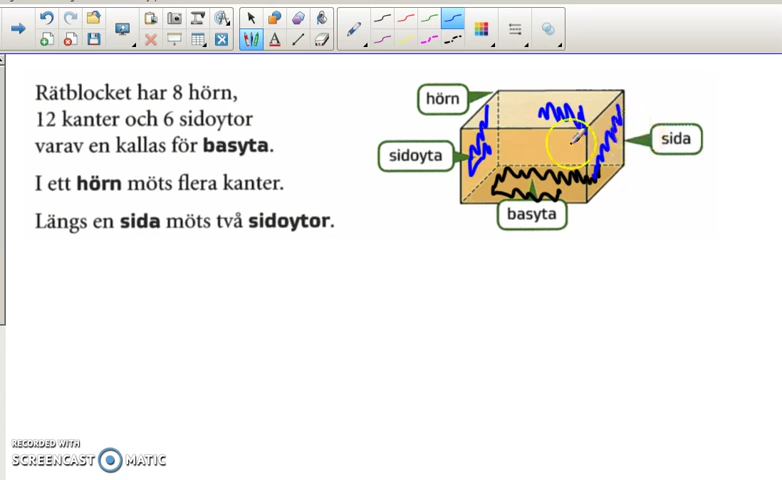 Rätblocket har 8 hörn,
12 kanter och 6 sidoytor
varav en kallas för basyta.
I ett hörn möts flera kanter.
Längs en sida möts två sidoytor.
hörn
sidoyta
sida
basyta
RECORDED WITH
SCREENCAST MATIC